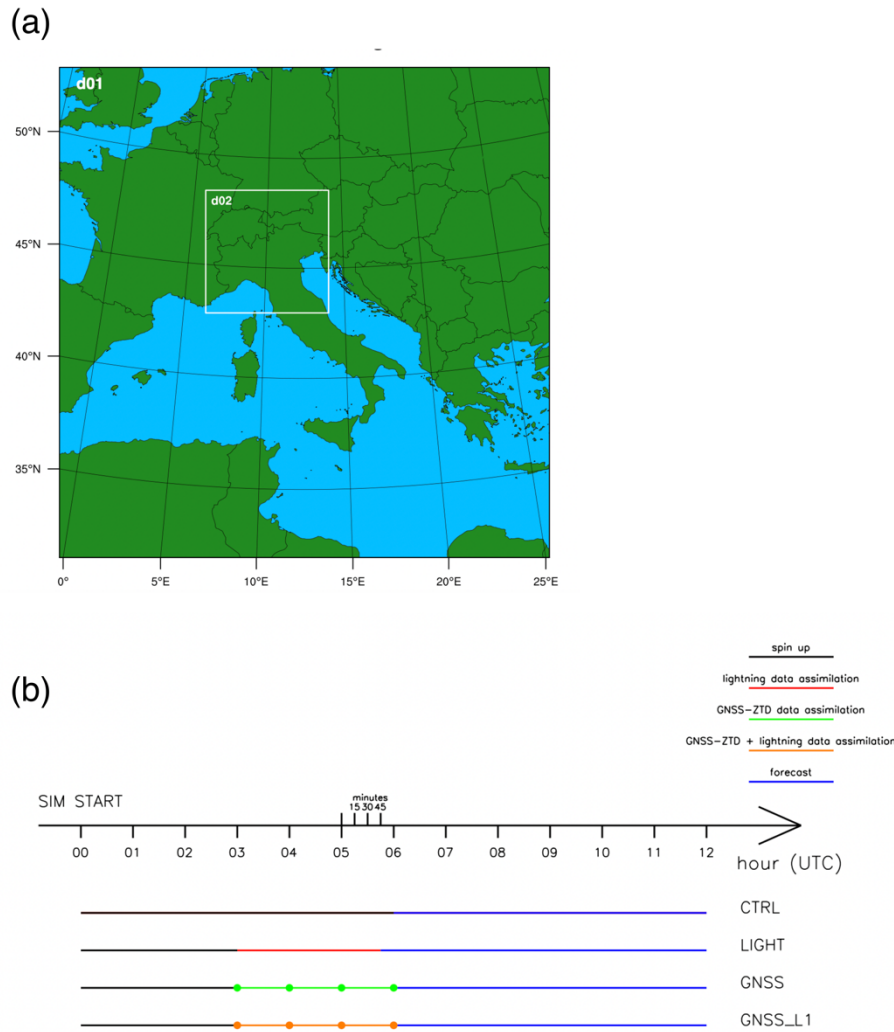 (a)
d01
d02
50°N
45°N
40°N
35°N
0° 5°E 10°E 15°E 20°E 25°E
spin up
lightning data assimilation
(b)
GNSS-ZTD data assimilation
GNSS-ZTD + lightning data assimilation
forecast
SIM START
minutes
15 30 45
00 01 02 03 04 05 06 07 08 09 10 11 12
hour (UTC)
CTRL
LIGHT
GNSS
GNSS_L1